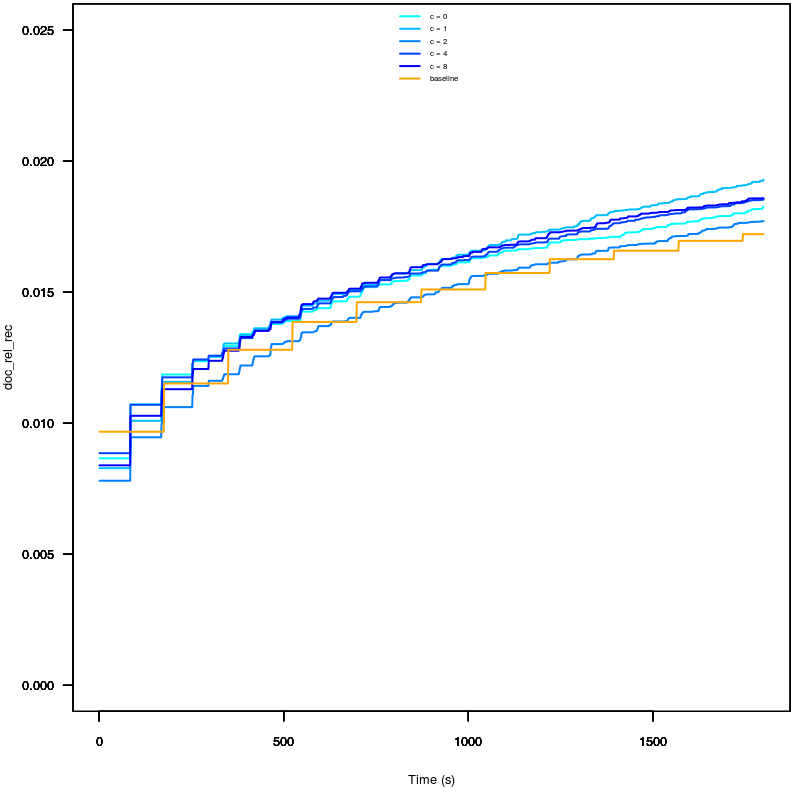 c = 0
c = 1
c = 2
c = 4
c = 8
baseline
0.025
0.020
0.015
0.010
0.005
0.000
doc_rel_rec
0 500 1000 1500
Time (s)